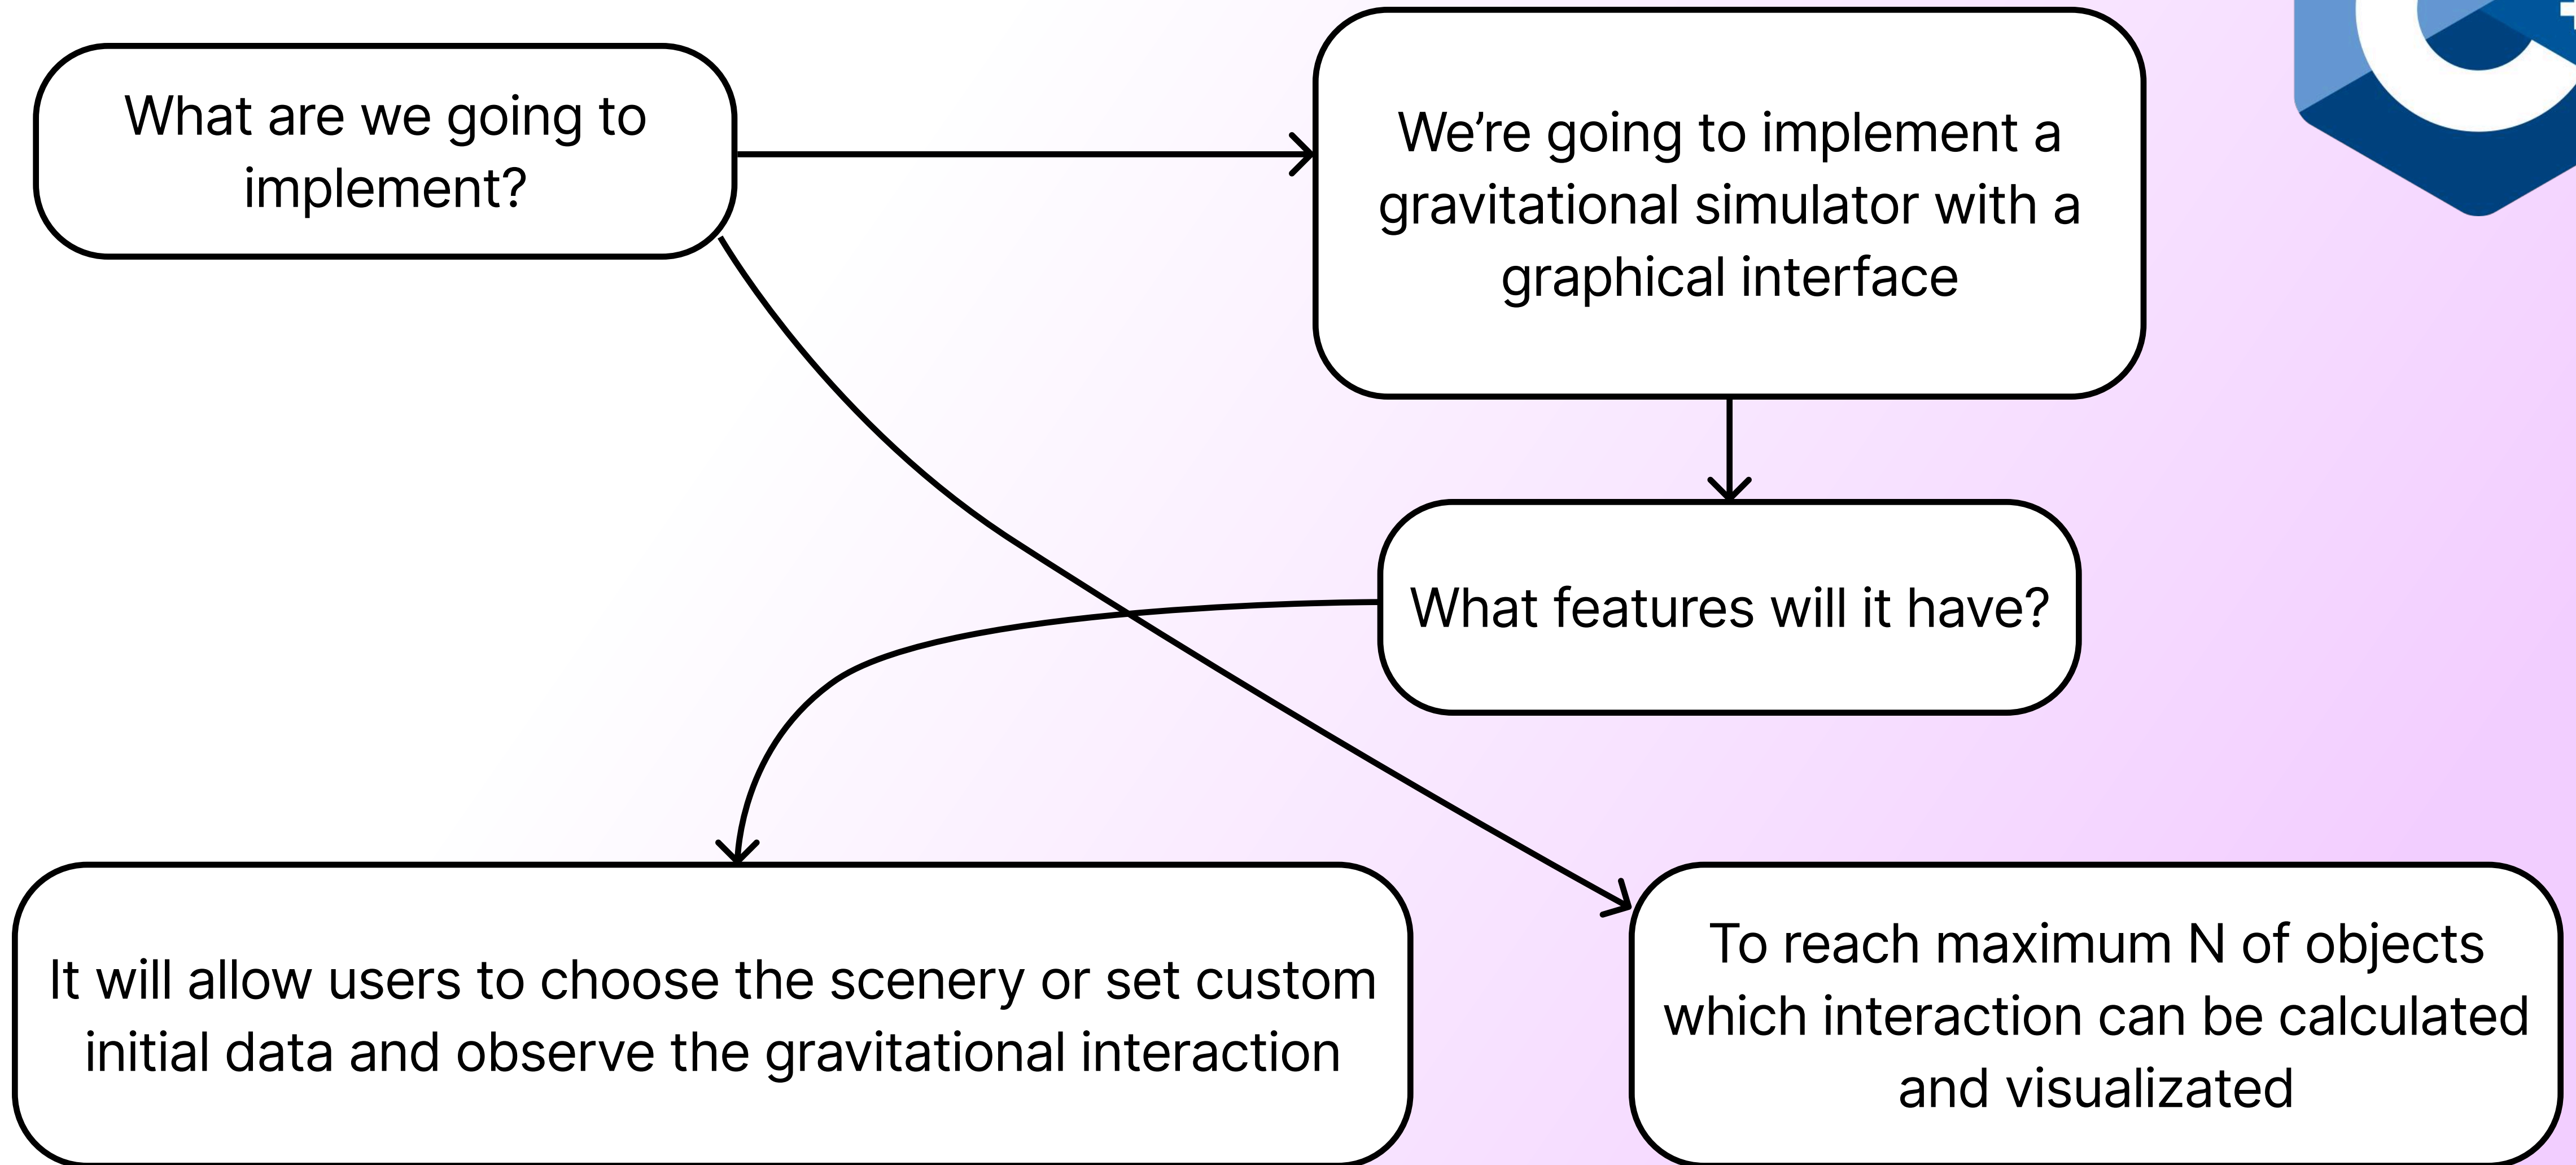 What are we going to
implement?
We’re going to implement a
gravitational simulator with a
graphical interface
What features will it have?
It will allow users to choose the scenery or set custom
initial data and observe the gravitational interaction
To reach maximum N of objects
which interaction can be calculated
and visualizated